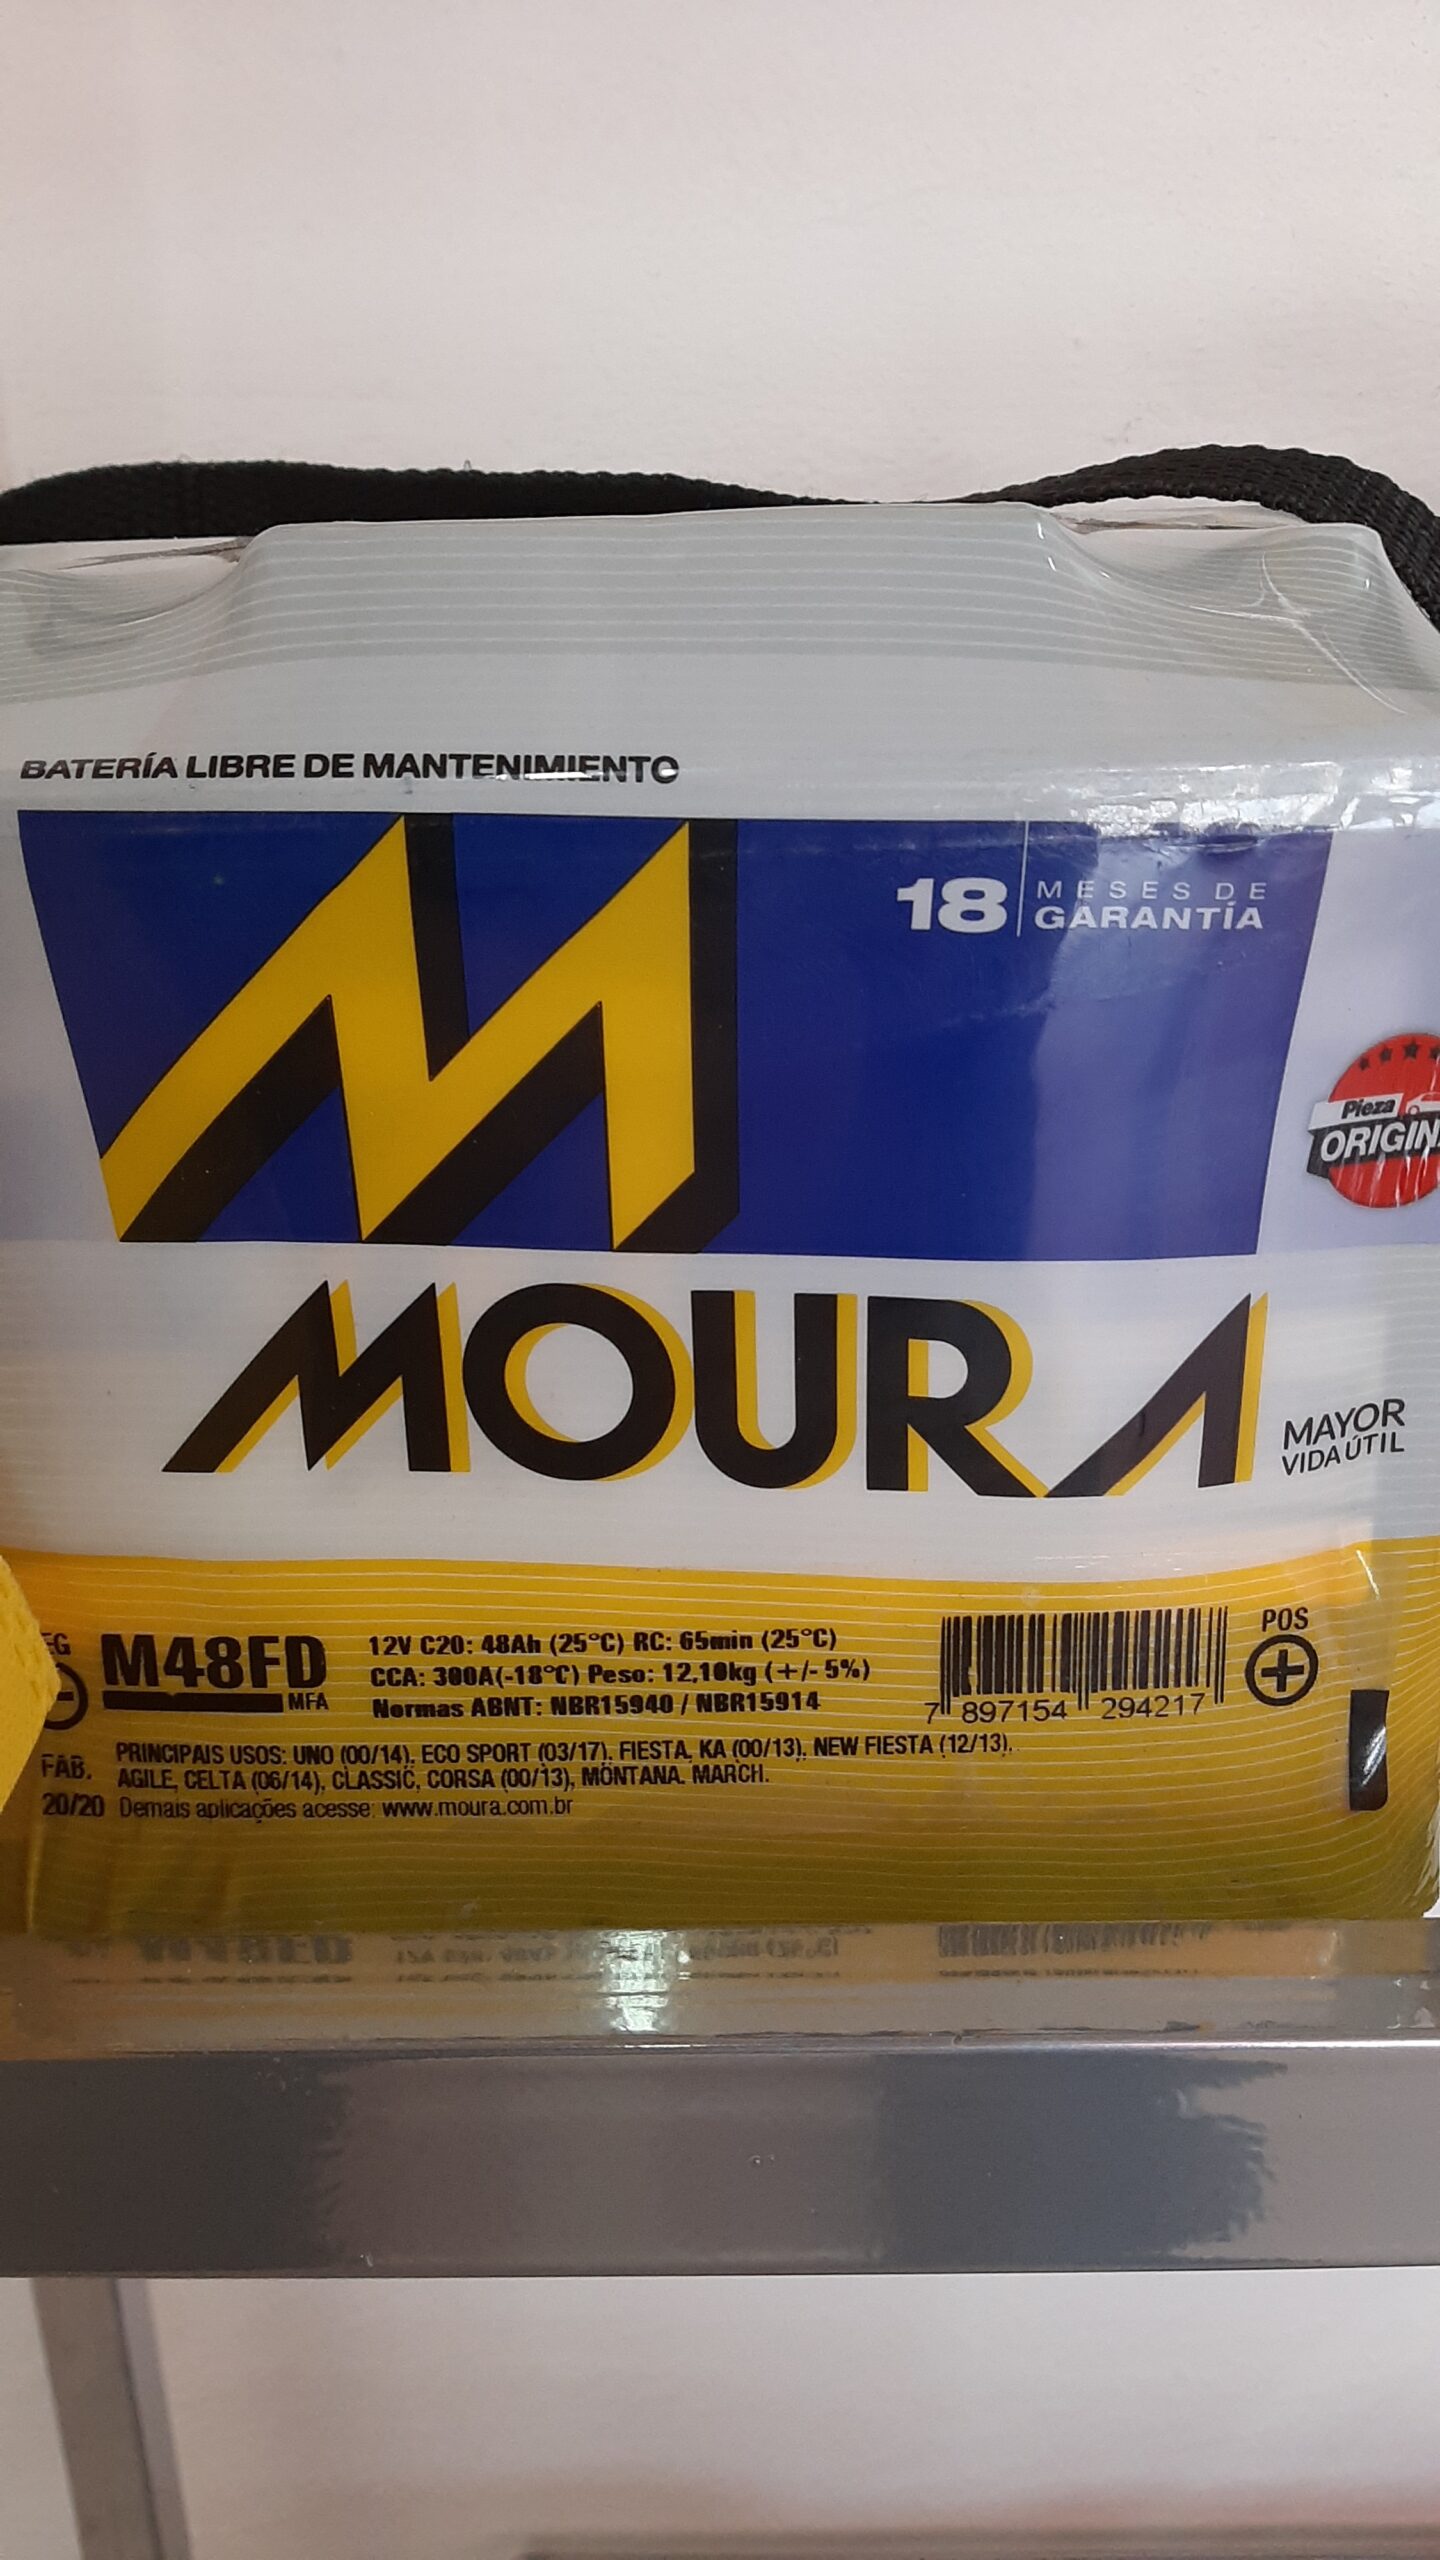 BATERÍA LIBRE DE MANTENIMIENTO
18 MESES DE
GARANTÍA
Pieza
MOURA
MAYOR
VIDA ÚTIL
M48FD
MFA
12V C20: 48Ah (25°C) RC: 65min (25°C)
CCA: 300A(-18°C) Peso: 12,10kg (+/- 5%)
Normas ABNT: NBR15940 / NBR15914
7 897154 294217
POS
+
PRINCIPAIS USOS: UNO (00/14), ECO SPORT (03/17), FIESTA, KA (00/13), NEW FIESTA (12/13),
AGILE, CELTA (06/14), CLASSIC, CORSA (00/13), MONTANA. MARCH.
FAB.
20/20
Demais aplicações acesse: www.moura.com.br